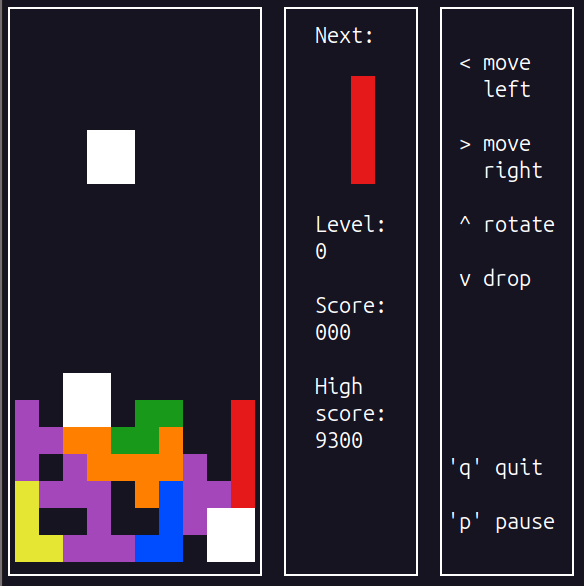 Next:
Level:
0
Score:
000
High
score:
9300
< move
left
> move
right
^ rotate
v drop
'q' quit
'p' pause